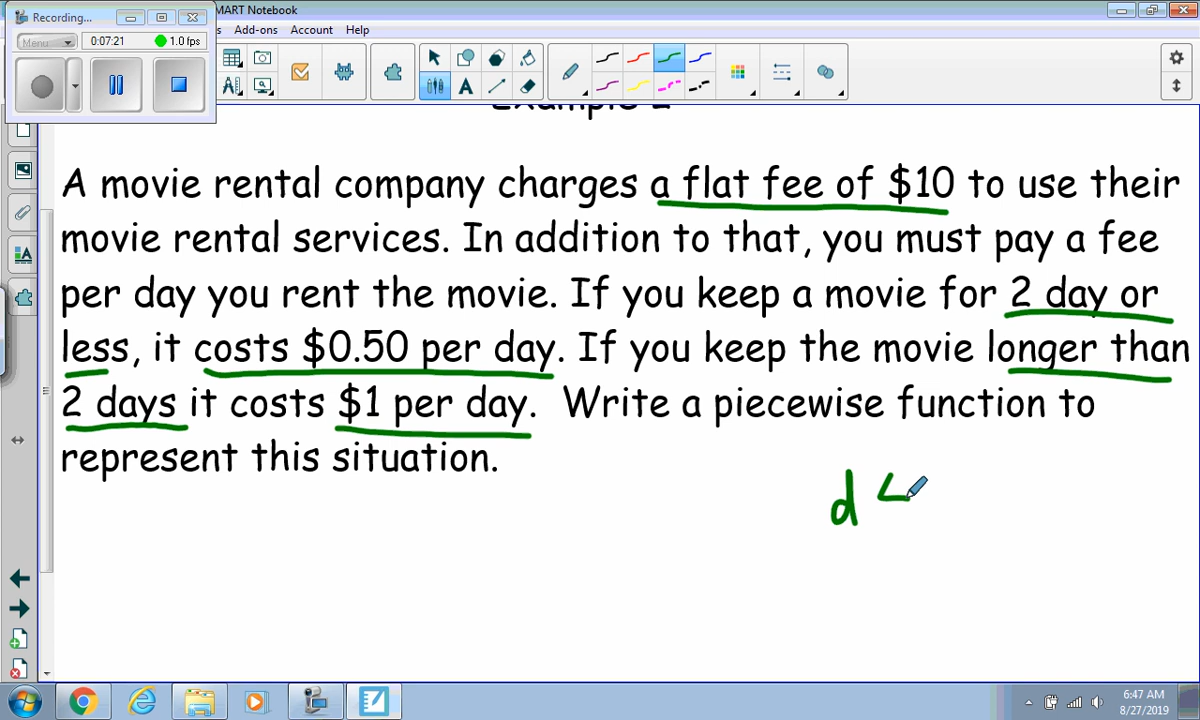 Recording...
MART Notebook
Menu
0:07:21
1.0 fps
s Add-ons Account Help
A movie rental company charges a flat fee of $10 to use their
movie rental services. In addition to that, you must pay a fee
per day you rent the movie. If you keep a movie for 2 day or
less, it costs $0.50 per day. If you keep the movie longer than
2 days it costs $1 per day. Write a piecewise function to
represent this situation.
d <
6:47 AM
8/27/2019